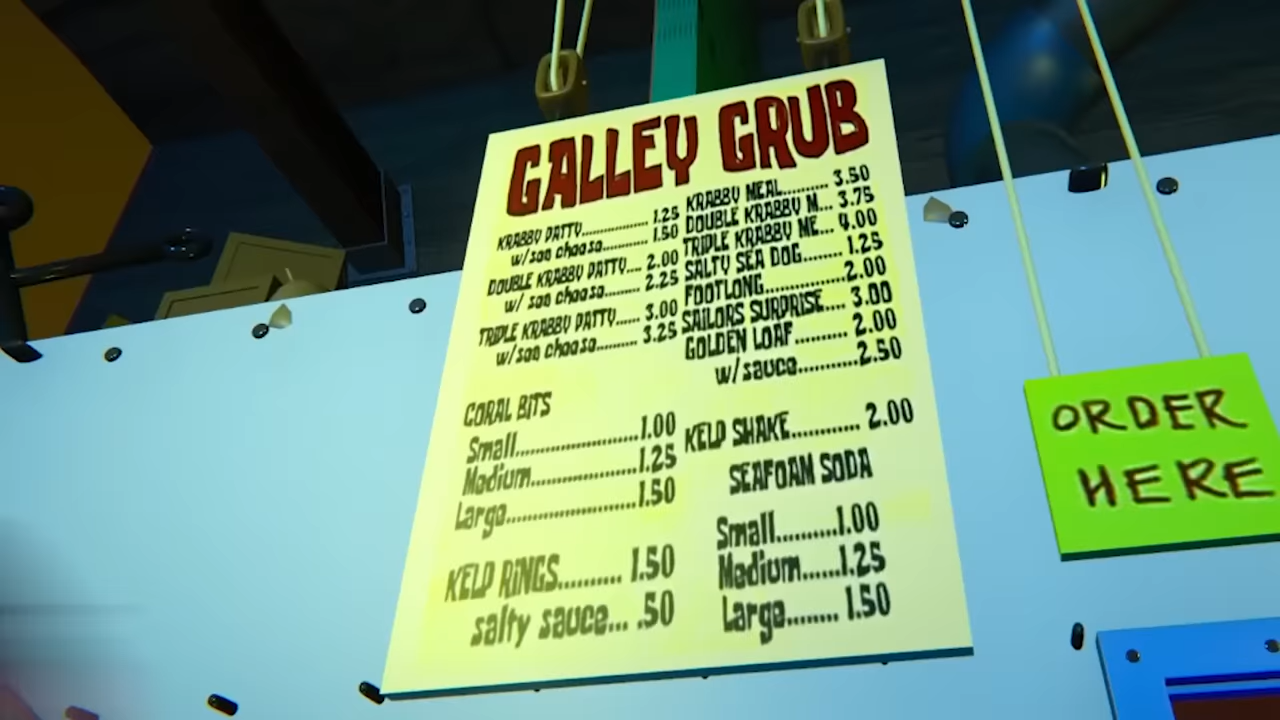 GALLEY GRUB
KRABBY PATTY.................. 1.25
w/sea cheese............ 1.50
DOUBLE KRABBY PATTY.... 2.00
w/ sea cheese.......... 2.25
TRIPLE KRABBY PATTY...... 3.00
w/sea cheese.......... 3.25
CORAL BITS
Small........................1.00
Medium.....................1.25
Large.........................1.50
KELP RINGS.......... 1.50
salty sauce... .50
KRABBY MEAL.......... 3.50
DOUBLE KRABBY M... 3.75
TRIPLE KRABBY ME... 4.00
SALTY SEA DOG........ 1.25
FOOTLONG.................2.00
SAILORS SURPRISE.... 3.00
GOLDEN LOAF.......... 2.00
w/sauce............2.50
KELP SHAKE............ 2.00
SEAFOAM SODA
Small..........1.00
Medium......1.25
Large........ 1.50
ORDER
HERE